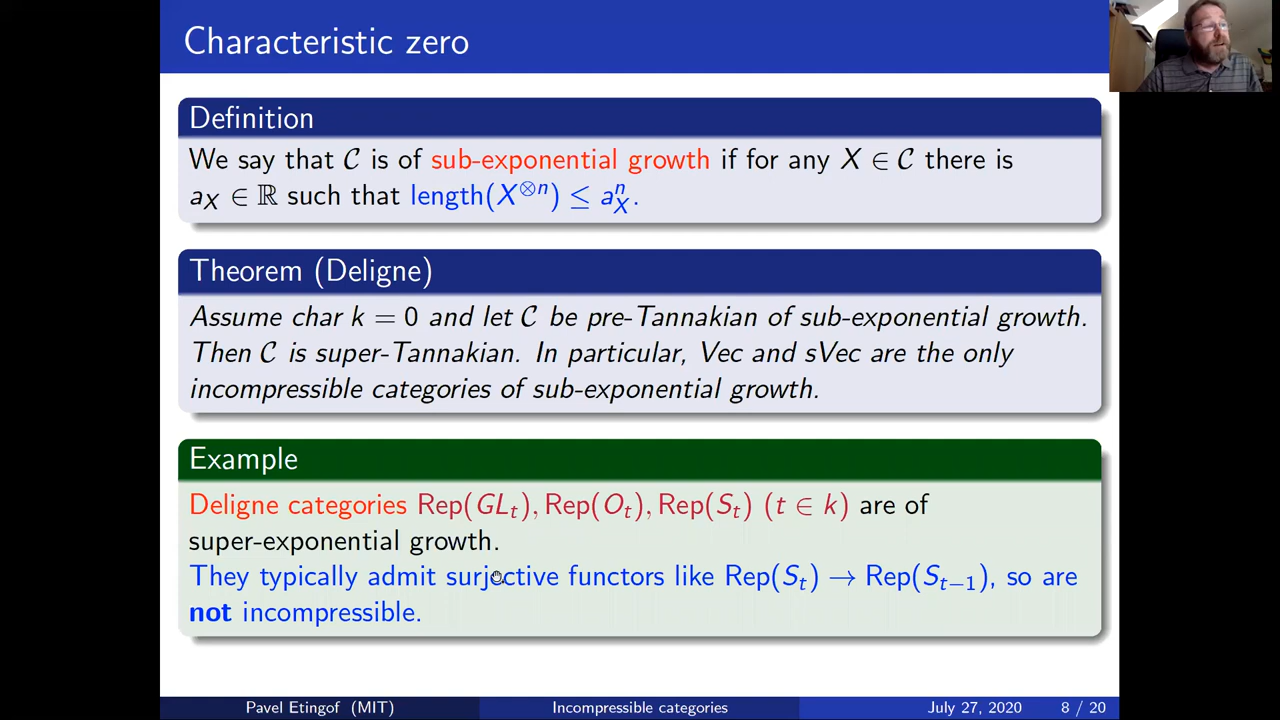 Characteristic zero
Definition
We say that 𝒞 is of sub-exponential growth if for any X ∈ 𝒞 there is
a_X ∈ ℝ such that length(X^{⊗n}) ≤ a_X^n.
Theorem (Deligne)
Assume char k = 0 and let 𝒞 be pre-Tannakian of sub-exponential growth.
Then 𝒞 is super-Tannakian. In particular, Vec and sVec are the only
incompressible categories of sub-exponential growth.
Example
Deligne categories Rep(GL_t), Rep(O_t), Rep(S_t) (t ∈ k) are of
super-exponential growth.
They typically admit surjective functors like Rep(S_t) → Rep(S_{t−1}), so are
not incompressible.
Pavel Etingof (MIT) Incompressible categories July 27, 2020 8 / 20